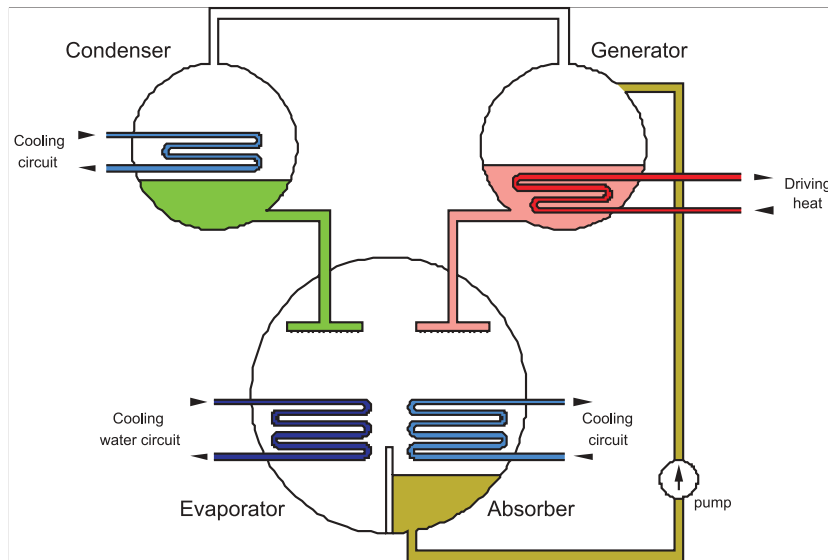 Condenser
Generator
Cooling
circuit
Driving
heat
Cooling
water circuit
Cooling
circuit
Evaporator
Absorber
pump